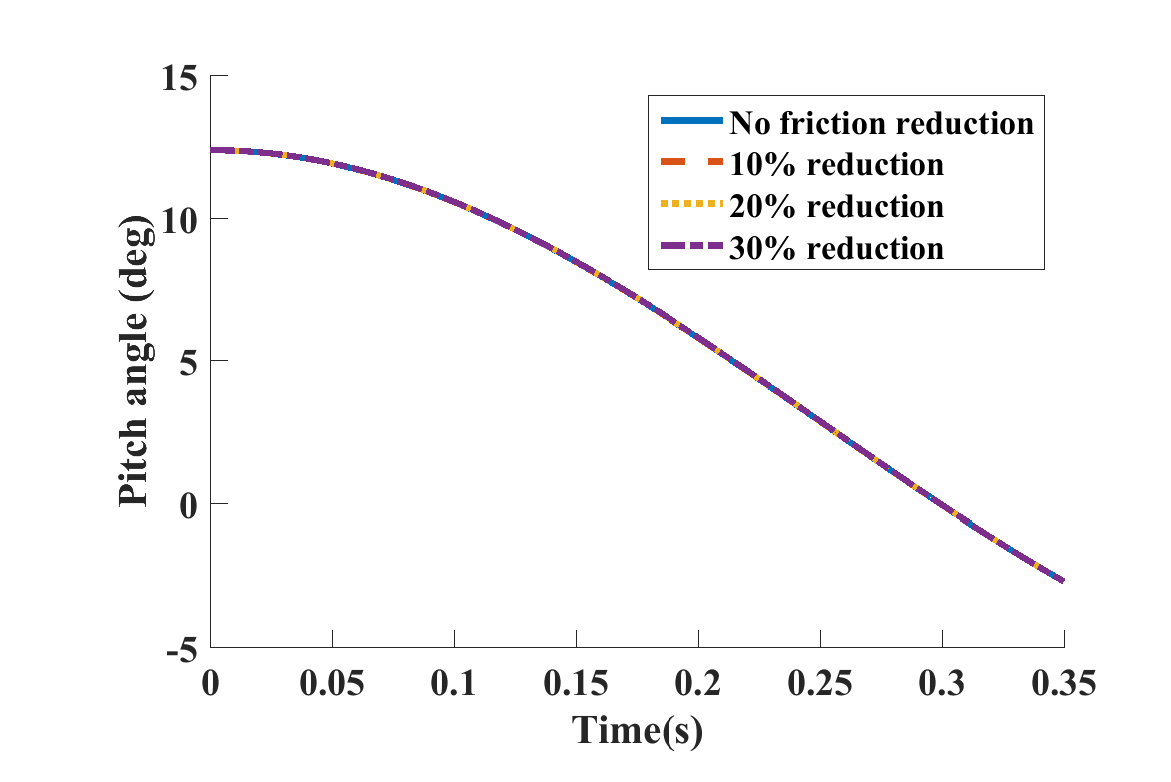 15
10
5
0
-5
Pitch angle (deg)
No friction reduction
10% reduction
20% reduction
30% reduction
0 0.05 0.1 0.15 0.2 0.25 0.3 0.35
Time(s)